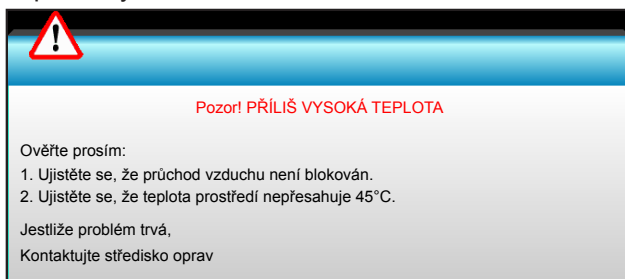 Pozor! PŘÍLIŠ VYSOKÁ TEPLOTA
Ověřte prosím:
1. Ujistěte se, že průchod vzduchu není blokován.
2. Ujistěte se, že teplota prostředí nepřesahuje 45°C.
Jestliže problém trvá,
Kontaktujte středisko oprav